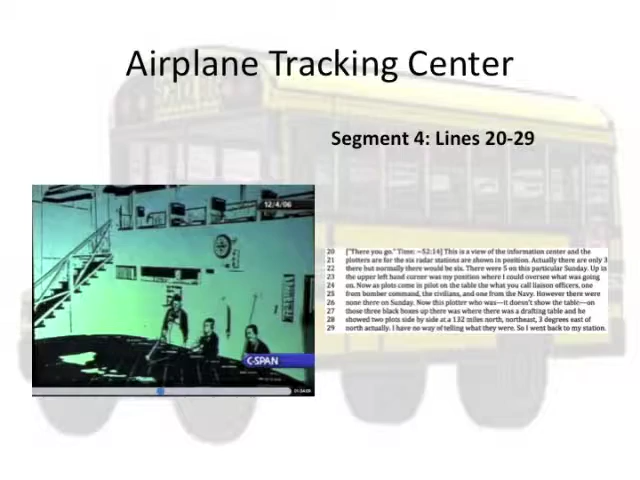 Airplane Tracking Center
Segment 4: Lines 20-29
12/4/06
20 ["There you go." Time: ~52:14] This is a view of the information center and the
21 plotters are for the six radar stations are shown in position. Actually there are only 3
22 there but normally there would be six. There were 5 on this particular Sunday. Up in
23 the upper left hand corner was my position where I could oversee what was going
24 on. Now as plots come in pilot on the table the what you call liaison officers, one
25 from bomber command, the civilians, and one from the Navy. However there were
26 none there on Sunday. Now this plotter who was—it doesn't show the table—on
27 those three black boxes up there was where there was a drafting table and he
28 showed two plots side by side at a 132 miles north, northeast, 3 degrees east of
29 north actually. I have no way of telling what they were. So I went back to my station.
C-SPAN